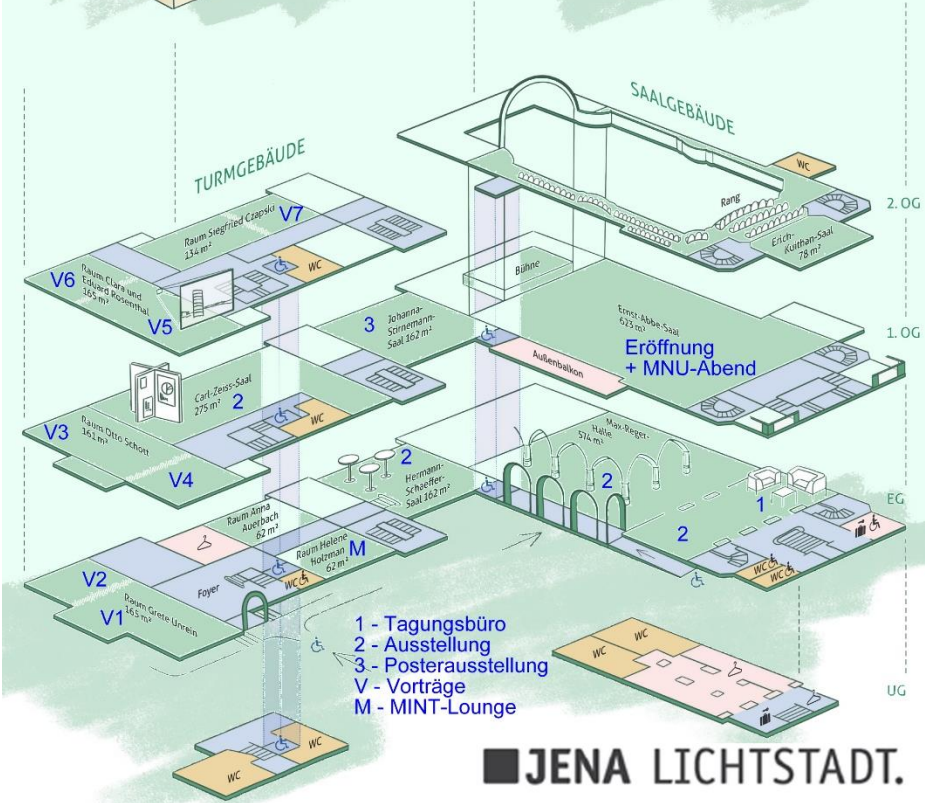 SAALGEBÄUDE
TURMGEBÄUDE
WC
2. OG
Rang
Erich-
Kuithan-Saal
78 m²
Raum Siegfried Czapski
134 m²
V7
WC
V6
Raum Clara und
Eduard Rosenthal
165 m²
V5
Bühne
3
Johanna-
Stirnemann-
Saal 162 m²
Ernst-Abbe-Saal
623 m²
1. OG
Eröffnung
+ MNU-Abend
Außenbalkon
Carl-Zeiss-Saal
275 m²
2
WC
V3
Raum Otto Schott
161 m²
V4
Max-Reger-
Halle
574 m²
2
Hermann-
Schaeffer-
Saal 162 m²
2
1
EG
2
Raum Anna
Auerbach
62 m²
Raum Helene
Holzman
62 m²
M
WC
WC
WC
V2
Foyer
V1
Raum Grete Unrein
165 m²
1 - Tagungsbüro
2 - Ausstellung
3 - Posterausstellung
V - Vorträge
M - MINT-Lounge
WC
WC
UG
WC
WC
JENA LICHTSTADT.